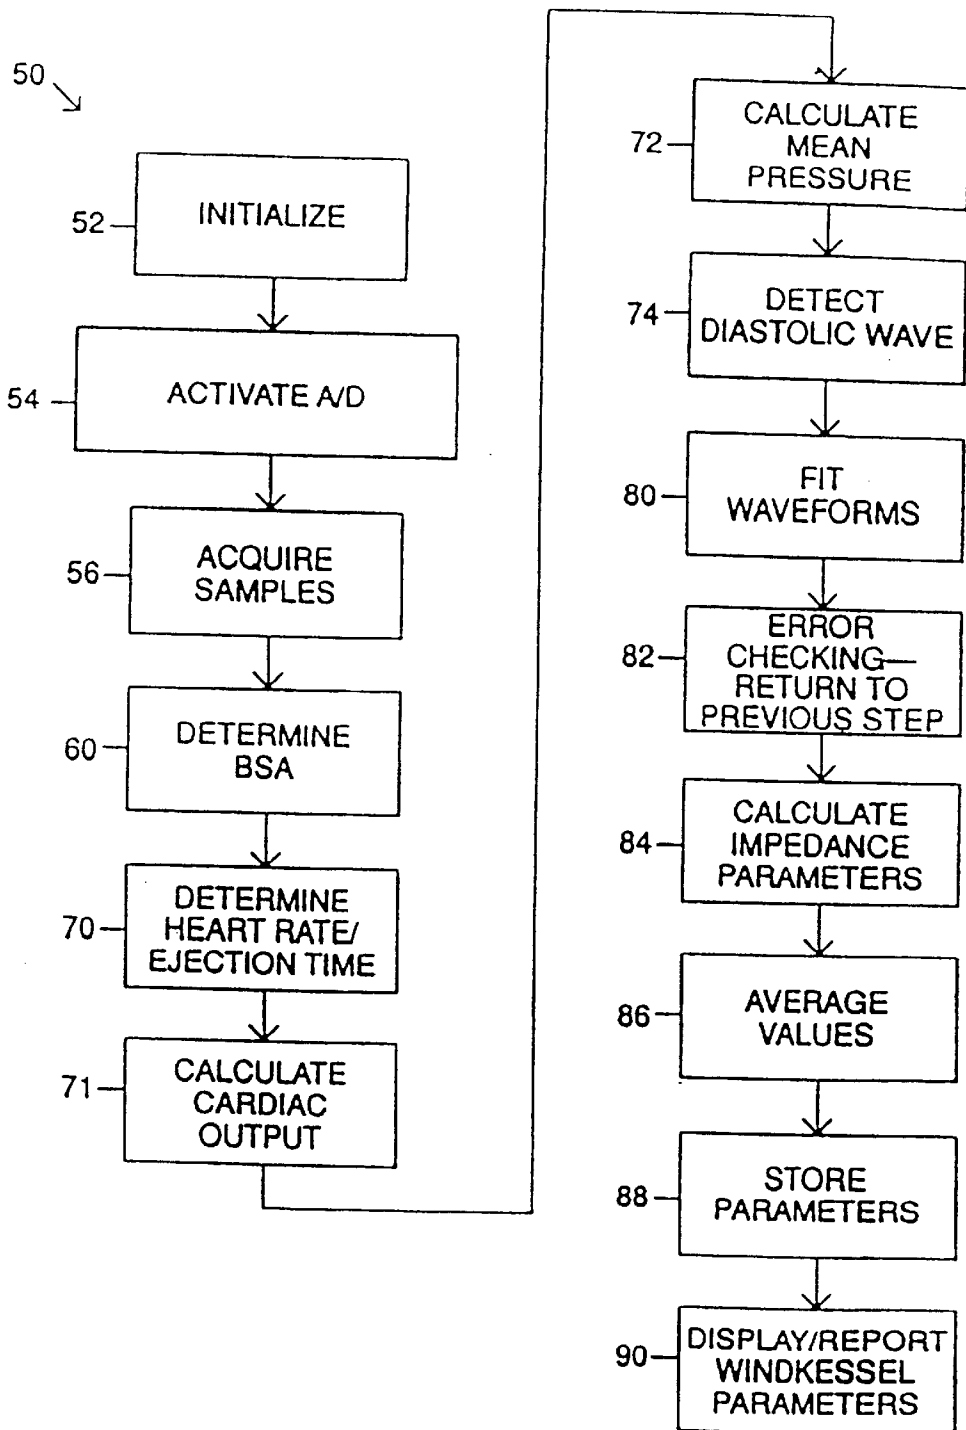 50
52
INITIALIZE
54
ACTIVATE A/D
56
ACQUIRE
SAMPLES
60
DETERMINE
BSA
70
DETERMINE
HEART RATE/
EJECTION TIME
71
CALCULATE
CARDIAC
OUTPUT
72
CALCULATE
MEAN
PRESSURE
74
DETECT
DIASTOLIC WAVE
80
FIT
WAVEFORMS
82
ERROR
CHECKING—
RETURN TO
PREVIOUS STEP
84
CALCULATE
IMPEDANCE
PARAMETERS
86
AVERAGE
VALUES
88
STORE
PARAMETERS
90
DISPLAY/REPORT
WINDKESSEL
PARAMETERS